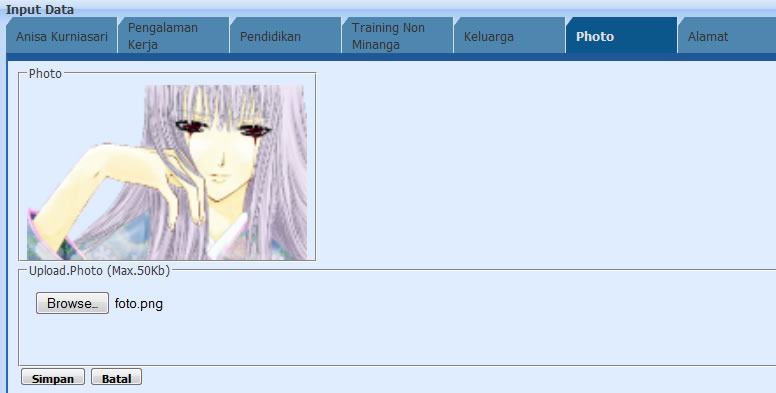 Input Data
Anisa Kurniasari
Pengalaman
Kerja
Pendidikan
Training Non
Minanga
Keluarga
Photo
Alamat
Photo
Upload.Photo (Max.50Kb)
Browse.. foto.png
Simpan Batal